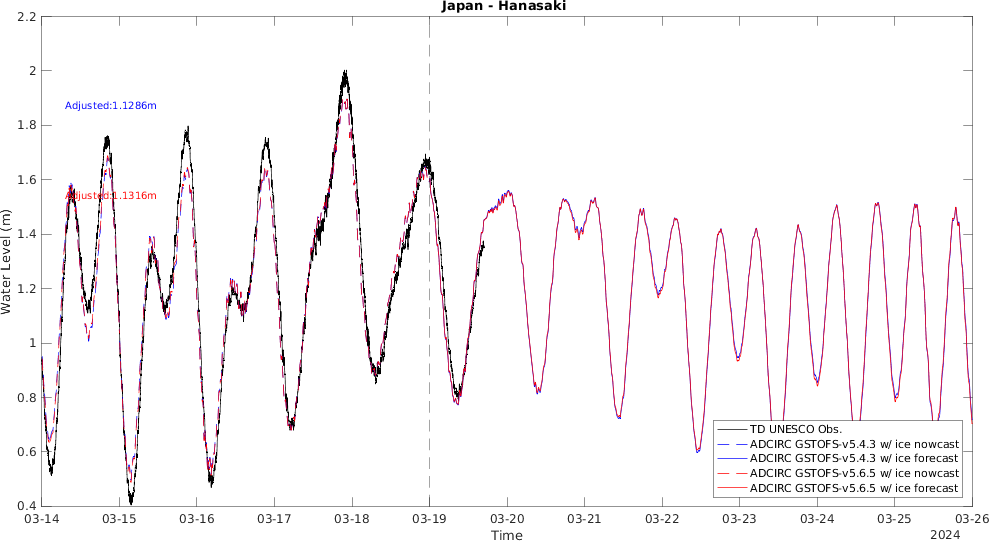 Japan - Hanasaki
2.2
2
1.8
1.6
1.4
1.2
1
0.8
0.6
0.4
Water Level (m)
Adjusted:1.1286m
Adjusted:1.1316m
TD UNESCO Obs.
ADCIRC GSTOFS-v5.4.3 w/ ice nowcast
ADCIRC GSTOFS-v5.4.3 w/ ice forecast
ADCIRC GSTOFS-v5.6.5 w/ ice nowcast
ADCIRC GSTOFS-v5.6.5 w/ ice forecast
03-14 03-15 03-16 03-17 03-18 03-19 03-20 03-21 03-22 03-23 03-24 03-25 03-26
Time
2024